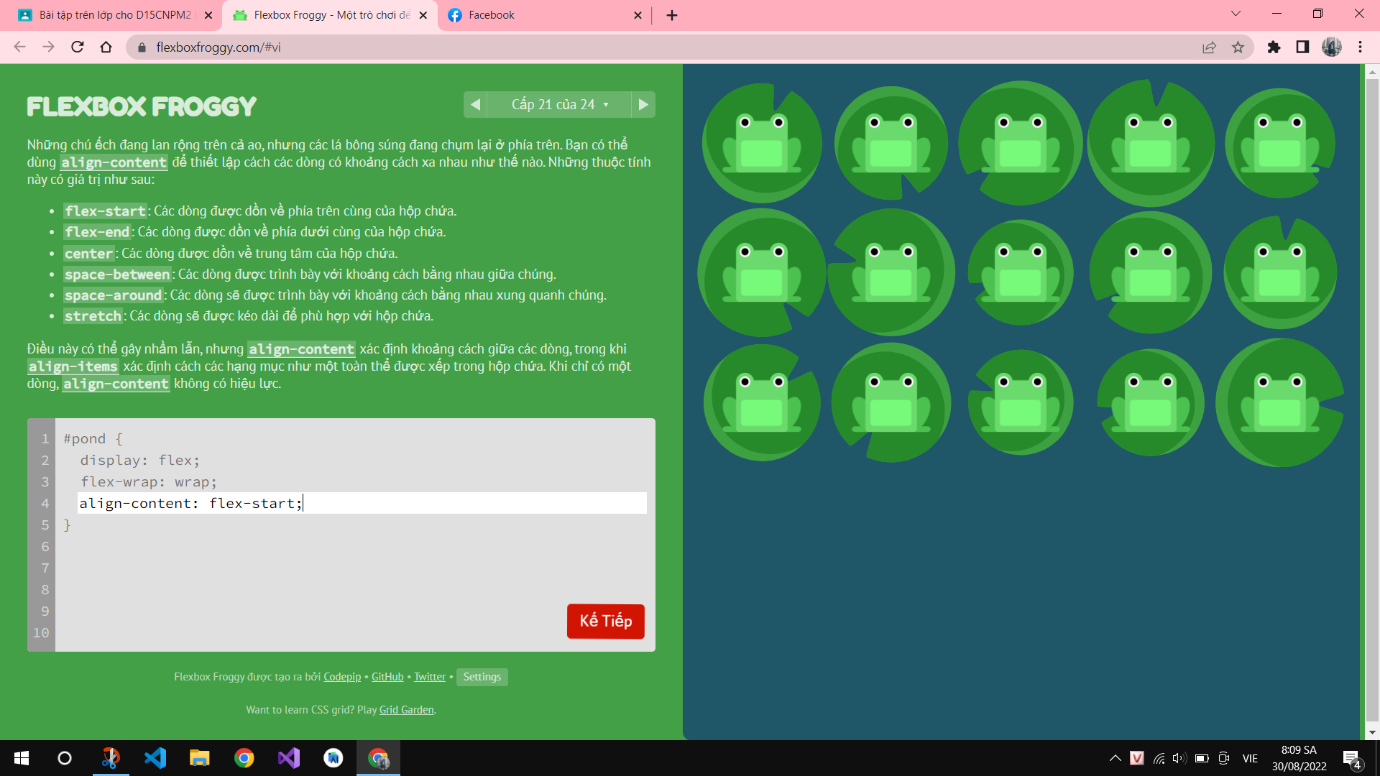 Bài tập trên lớp cho D15CNPM2
Flexbox Froggy - Một trò chơi để
Facebook
flexboxfroggy.com/#vi
FLEXBOX FROGGY
Cấp 21 của 24
Những chú ếch đang lan rộng trên cả ao, nhưng các lá bông súng đang chụm lại ở phía trên. Bạn có thể
dùng align-content để thiết lập cách các dòng có khoảng cách xa nhau như thế nào. Những thuộc tính
này có giá trị như sau:
• flex-start: Các dòng được dồn về phía trên cùng của hộp chứa.
• flex-end: Các dòng được dồn về phía dưới cùng của hộp chứa.
• center: Các dòng được dồn về trung tâm của hộp chứa.
• space-between: Các dòng được trình bày với khoảng cách bằng nhau giữa chúng.
• space-around: Các dòng sẽ được trình bày với khoảng cách bằng nhau xung quanh chúng.
• stretch: Các dòng sẽ được kéo dài để phù hợp với hộp chứa.
Điều này có thể gây nhầm lẫn, nhưng align-content xác định khoảng cách giữa các dòng, trong khi
align-items xác định cách các hạng mục như một toàn thể được xếp trong hộp chứa. Khi chỉ có một
dòng, align-content không có hiệu lực.
1 #pond {
2 display: flex;
3 flex-wrap: wrap;
4 align-content: flex-start;
5 }
6
7
8
9
10
Kế Tiếp
Flexbox Froggy được tạo ra bởi Codepip • GitHub • Twitter • Settings
Want to learn CSS grid? Play Grid Garden.
VIE
8:09 SA
30/08/2022
4